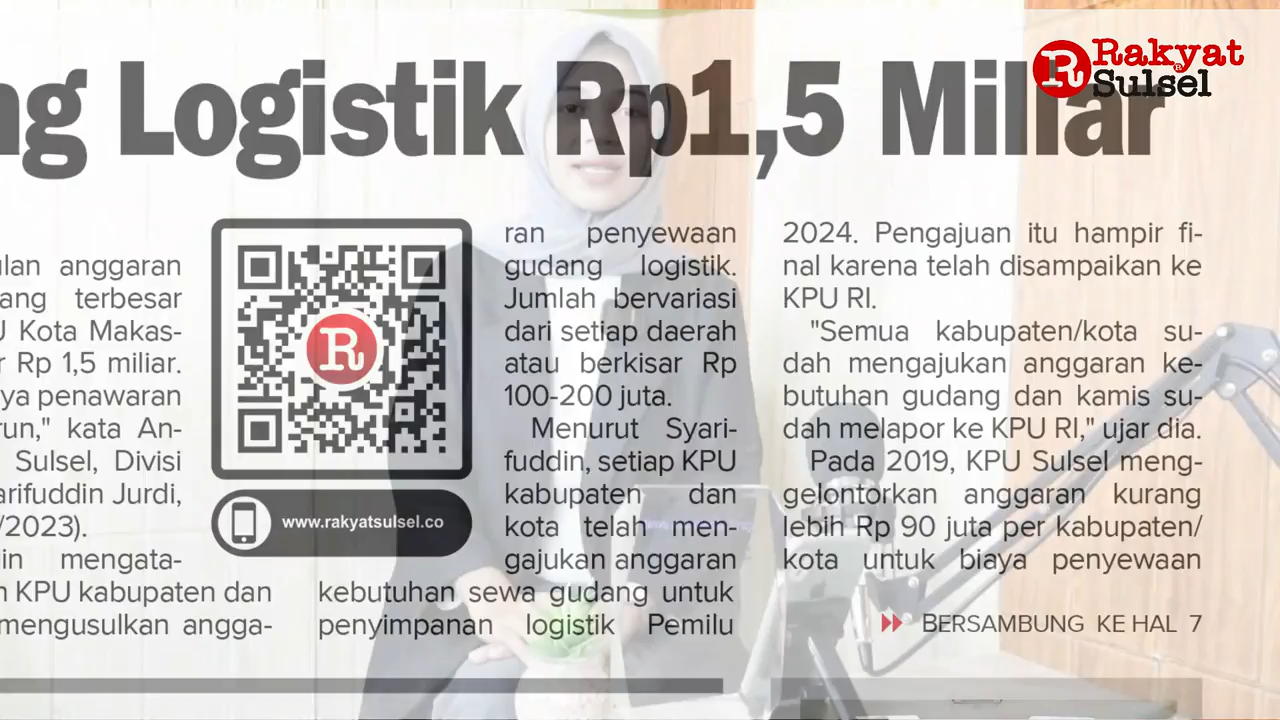 Rakyat
Sulsel
ng Logistik Rp1,5 Miliar
ulan anggaran
ang terbesar
U Kota Makas-
r Rp 1,5 miliar.
ya penawaran
run," kata An-
Sulsel, Divisi
arifuddin Jurdi,
/2023).
in mengata-
n KPU kabupaten dan
mengusulkan angga-
R
www.rakyatsulsel.co
ran penyewaan
gudang logistik.
Jumlah bervariasi
dari setiap daerah
atau berkisar Rp
100-200 juta.
Menurut Syari-
fuddin, setiap KPU
kabupaten dan
kota telah men-
gajukan anggaran
kebutuhan sewa gudang untuk
penyimpanan logistik Pemilu
2024. Pengajuan itu hampir fi-
nal karena telah disampaikan ke
KPU RI.
"Semua kabupaten/kota su-
dah mengajukan anggaran ke-
butuhan gudang dan kamis su-
dah melapor ke KPU RI," ujar dia.
Pada 2019, KPU Sulsel meng-
gelontorkan anggaran kurang
lebih Rp 90 juta per kabupaten/
kota untuk biaya penyewaan
BERSAMBUNG KE HAL 7